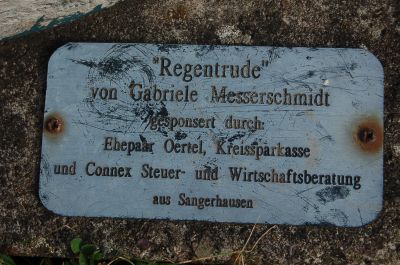 "Regentrude"
von Gabriele Messerschmidt
gesponsert durch:
Ehepaar Oertel, Kreissparkasse
und Connex Steuer- und Wirtschaftsberatung
aus Sangerhausen